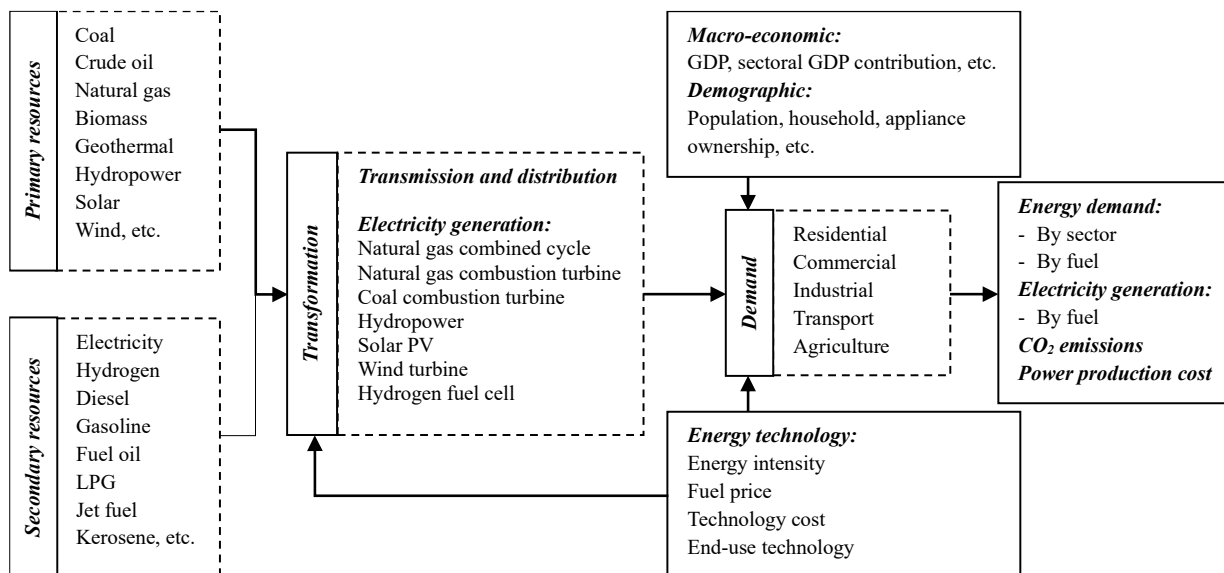 Primary resources
Coal
Crude oil
Natural gas
Biomass
Geothermal
Hydropower
Solar
Wind, etc.
Secondary resources
Electricity
Hydrogen
Diesel
Gasoline
Fuel oil
LPG
Jet fuel
Kerosene, etc.
Transformation
Transmission and distribution
Electricity generation:
Natural gas combined cycle
Natural gas combustion turbine
Coal combustion turbine
Hydropower
Solar PV
Wind turbine
Hydrogen fuel cell
Macro-economic:
GDP, sectoral GDP contribution, etc.
Demographic:
Population, household, appliance
ownership, etc.
Demand
Residential
Commercial
Industrial
Transport
Agriculture
Energy technology:
Energy intensity
Fuel price
Technology cost
End-use technology
Energy demand:
- By sector
- By fuel
Electricity generation:
- By fuel
CO₂ emissions
Power production cost